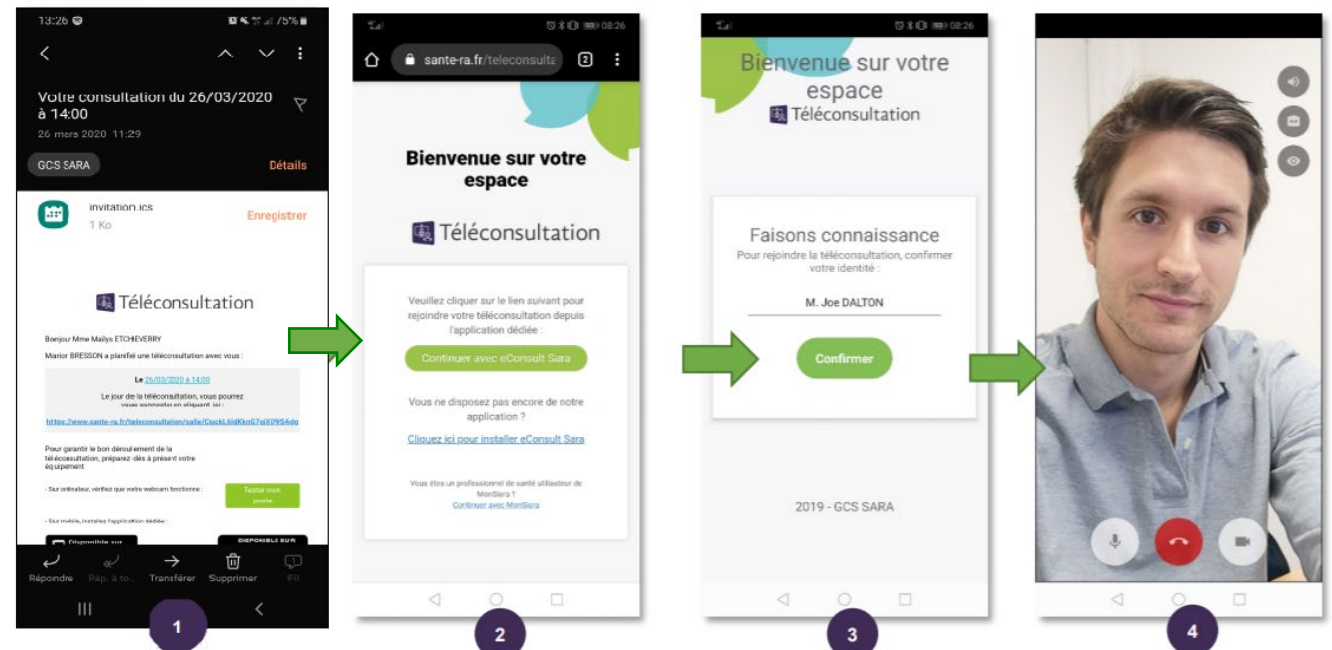 13:26
75%
Votre consultation du 26/03/2020
à 14:00
26 mars 2020 11:29
GCS SARA
Détails
invitation.ics
1 Ko
Enregistrer
Téléconsultation
Bonjour Mme Maïlys ETCHEVERRY
Marior BRESSON a planifié une téléconsultation avec vous :
Le 26/03/2020 à 14:00
Le jour de la téléconsultation, vous pourrez
vous connecter en cliquant ici :
Pour garantir le bon déroulement de la
téléconsultation, préparez dès à présent votre
équipement
- Sur ordinateur, vérifiez que votre webcam fonctionne :
Tester mon
poste
- Sur mobile, installez l'application dédiée :
Disponible sur
DISPONIBLE SUR
Répondre
Rép. à to...
Transférer
Supprimer
Fil
1
08:26
sante-ra.fr/teleconsulta
2
Bienvenue sur votre
espace
Téléconsultation
Veuillez cliquer sur le lien suivant pour
rejoindre votre téléconsultation depuis
l'application dédiée :
Continuer avec eConsult Sara
Vous ne disposez pas encore de notre
application ?
Cliquez ici pour installer eConsult Sara
Vous êtes un professionnel de santé utilisateur de
MonSisra ?
Continuer avec MonSisra
2
08:26
Bienvenue sur votre
espace
Téléconsultation
Faisons connaissance
Pour rejoindre la téléconsultation, confirmer
votre identité :
M. Joe DALTON
Confirmer
2019 - GCS SARA
3
4